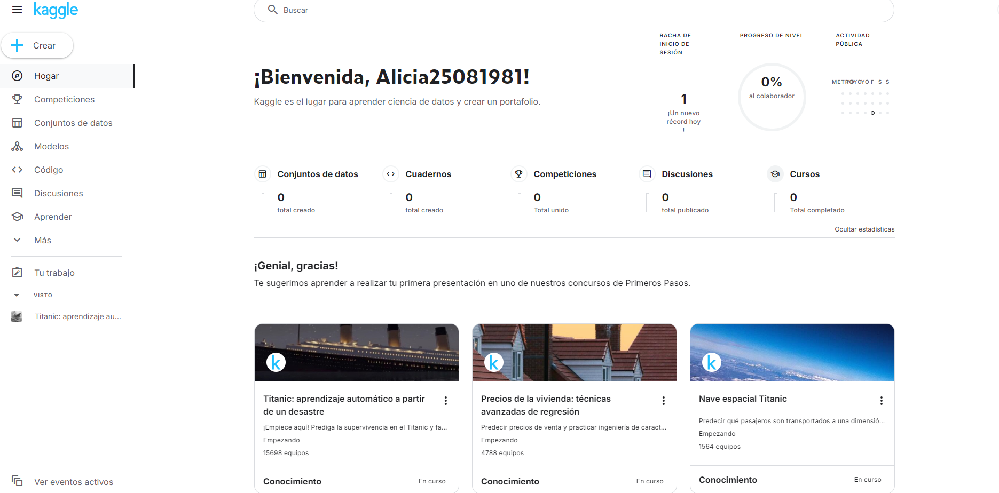 kaggle
Buscar
Crear
Hogar
Competiciones
Conjuntos de datos
Modelos
Código
Discusiones
Aprender
Más
Tu trabajo
VISTO
Titanic: aprendizaje au...
Ver eventos activos
RACHA DE
INICIO DE
SESIÓN
1
¡Un nuevo
récord hoy
!
PROGRESO DE NIVEL
0%
al colaborador
ACTIVIDAD
PÚBLICA
F S S
¡Bienvenida, Alicia25081981!
Kaggle es el lugar para aprender ciencia de datos y crear un portafolio.
Conjuntos de datos
0
total creado
Cuadernos
0
total creado
Competiciones
0
Total unido
Discusiones
0
total publicado
Cursos
0
Total completado
Ocultar estadísticas
¡Genial, gracias!
Te sugerimos aprender a realizar tu primera presentación en uno de nuestros concursos de Primeros Pasos.
k
Titanic: aprendizaje automático a partir
de un desastre
¡Empiece aquí! Prediga la supervivencia en el Titanic y fa...
Empezando
15698 equipos
Conocimiento
En curso
k
Precios de la vivienda: técnicas
avanzadas de regresión
Predecir precios de venta y practicar ingeniería de caract...
Empezando
4788 equipos
Conocimiento
En curso
k
Nave espacial Titanic
Predecir qué pasajeros son transportados a una dimensió...
Empezando
1564 equipos
Conocimiento
En curso